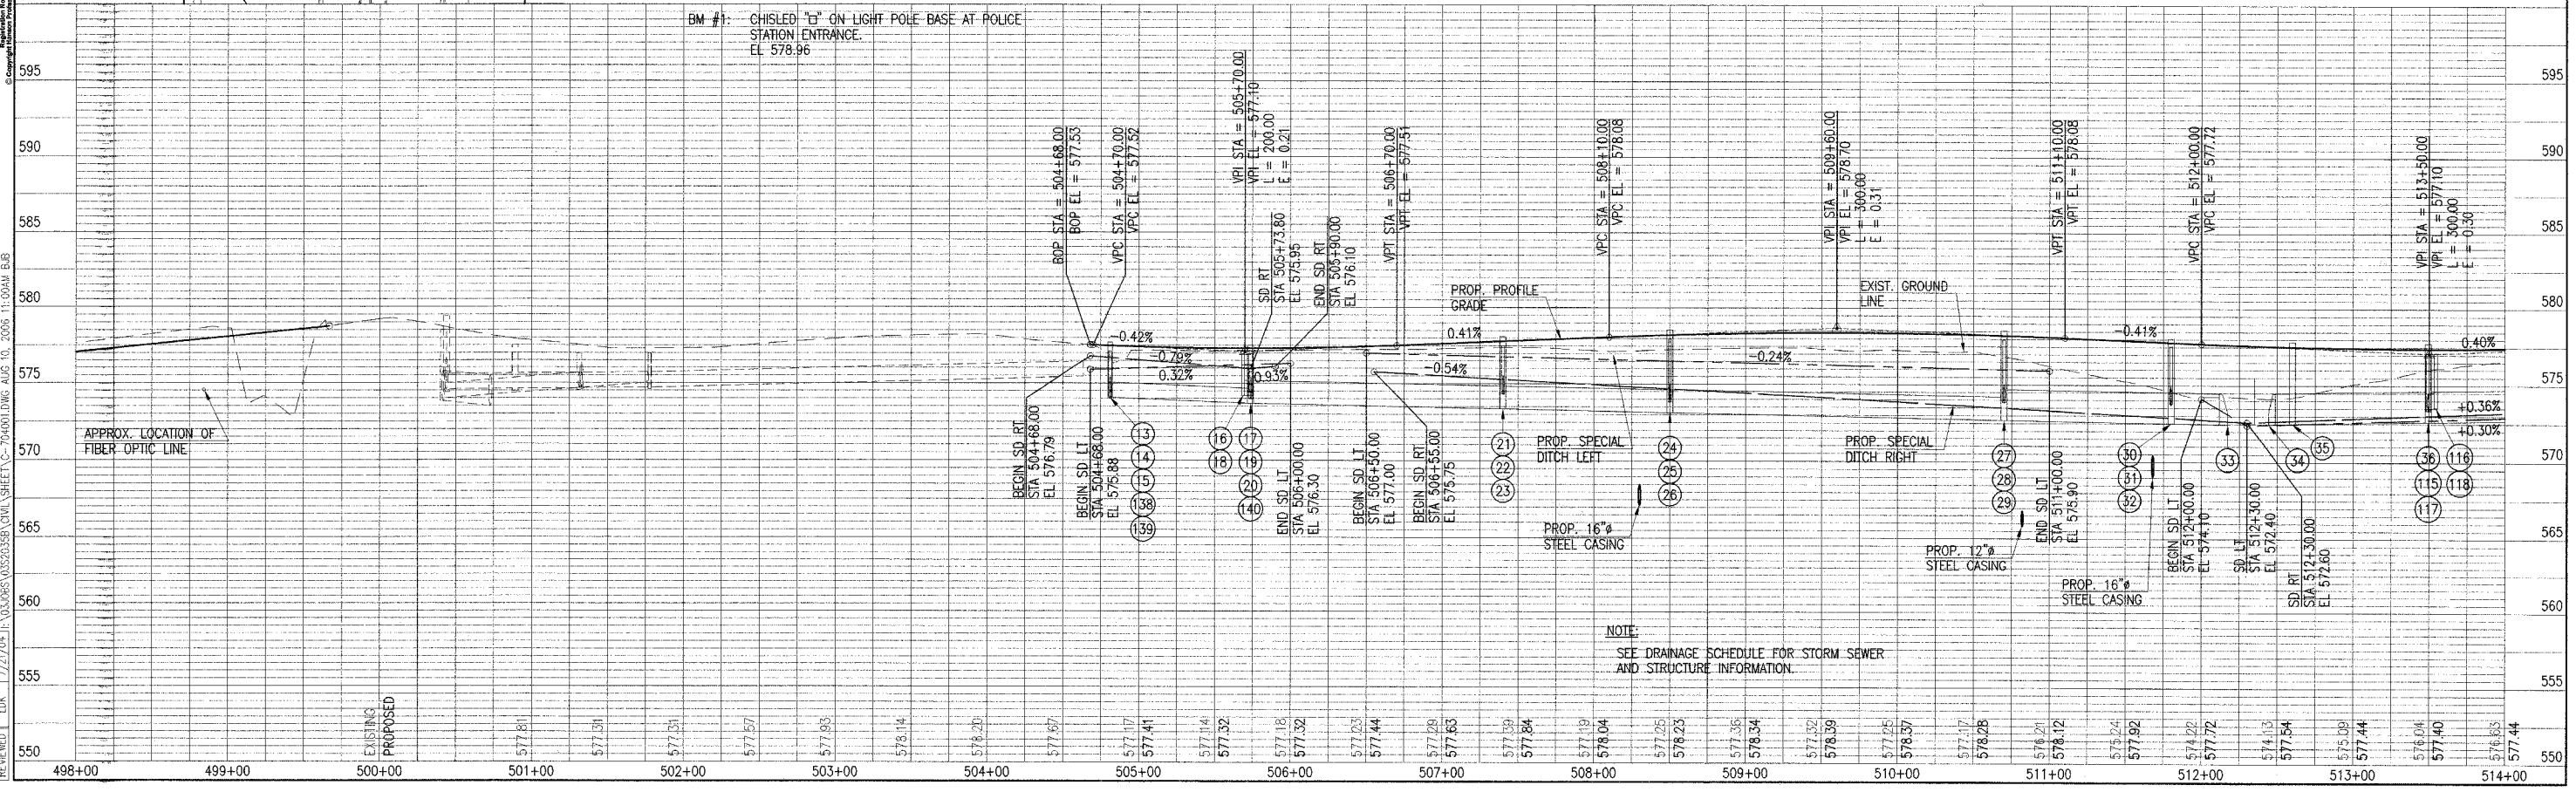 BM #1: CHISLED "□" ON LIGHT POLE BASE AT POLICE
STATION ENTRANCE.
EL 578.96
595
590
585
580
575
570
565
560
555
550
595
590
585
580
575
570
565
560
555
550
BOP STA = 504+68.00
BOP EL = 577.53
VPC STA = 504+70.00
VPC EL = 577.52
VPI STA = 505+70.00
VPI EL = 577.10
L = 200.00
E = 0.21
SD RT
STA 505+73.80
EL 575.95
END SD RT
STA 505+90.00
EL 576.10
VPT STA = 506+70.00
VPT EL = 577.51
VPC STA = 508+10.00
VPC EL = 578.08
VPI STA = 509+60.00
VPI EL = 578.70
L = 300.00
E = 0.31
VPT STA = 511+10.00
VPT EL = 578.08
VPC STA = 512+00.00
VPC EL = 577.72
VPI STA = 513+50.00
VPI EL = 577.10
L = 300.00
E = 0.30
PROP. PROFILE
GRADE
EXIST. GROUND
LINE
-0.42%
-0.79%
0.32%
0.93%
0.41%
-0.54%
-0.24%
-0.41%
0.40%
+0.36%
+0.30%
APPROX. LOCATION OF
FIBER OPTIC LINE
BEGIN SD RT
STA 504+68.00
EL 576.79
BEGIN SD LT
STA 504+68.00
EL 575.88
13
14
15
138
139
16
18
17
19
20
140
END SD LT
STA 506+00.00
EL 576.30
BEGIN SD LT
STA 506+50.00
EL 577.00
BEGIN SD RT
STA 506+55.00
EL 575.75
21
22
23
PROP. SPECIAL
DITCH LEFT
24
25
26
PROP. 16"ø
STEEL CASING
PROP. SPECIAL
DITCH RIGHT
27
28
29
PROP. 12"ø
STEEL CASING
END SD LT
STA 511+00.00
EL 575.90
30
31
32
PROP. 16"ø
STEEL CASING
BEGIN SD LT
STA 512+00.00
EL 574.10
33
SD LT
STA 512+30.00
EL 572.40
34
35
SD RT
STA 512+30.00
EL 572.60
36
115
117
116
118
NOTE:
SEE DRAINAGE SCHEDULE FOR STORM SEWER
AND STRUCTURE INFORMATION.
EXISTING
PROPOSED
577.81
577.31
577.31
577.57
577.93
578.14
578.20
577.67
577.17
577.41
577.14
577.32
577.18
577.32
577.23
577.44
577.29
577.63
577.39
577.84
577.19
578.04
577.25
578.23
577.36
578.34
577.32
578.39
577.25
578.37
577.17
578.28
576.21
578.12
575.24
577.92
574.22
577.72
574.13
577.54
575.09
577.44
576.04
577.40
576.63
577.44
498+00
499+00
500+00
501+00
502+00
503+00
504+00
505+00
506+00
507+00
508+00
509+00
510+00
511+00
512+00
513+00
514+00